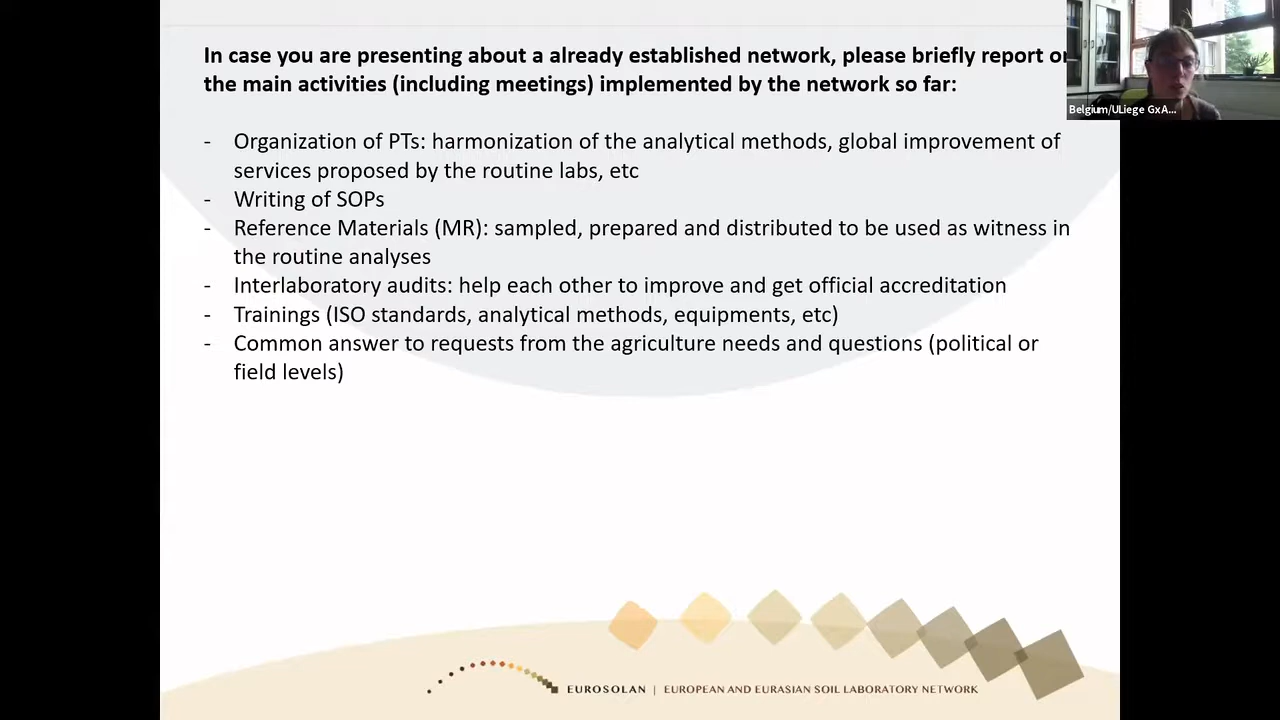 In case you are presenting about a already established network, please briefly report or
the main activities (including meetings) implemented by the network so far:
- Organization of PTs: harmonization of the analytical methods, global improvement of
services proposed by the routine labs, etc
- Writing of SOPs
- Reference Materials (MR): sampled, prepared and distributed to be used as witness in
the routine analyses
- Interlaboratory audits: help each other to improve and get official accreditation
- Trainings (ISO standards, analytical methods, equipments, etc)
- Common answer to requests from the agriculture needs and questions (political or
field levels)
Belgium/ULiege GxA...
EUROSOLAN | EUROPEAN AND EURASIAN SOIL LABORATORY NETWORK